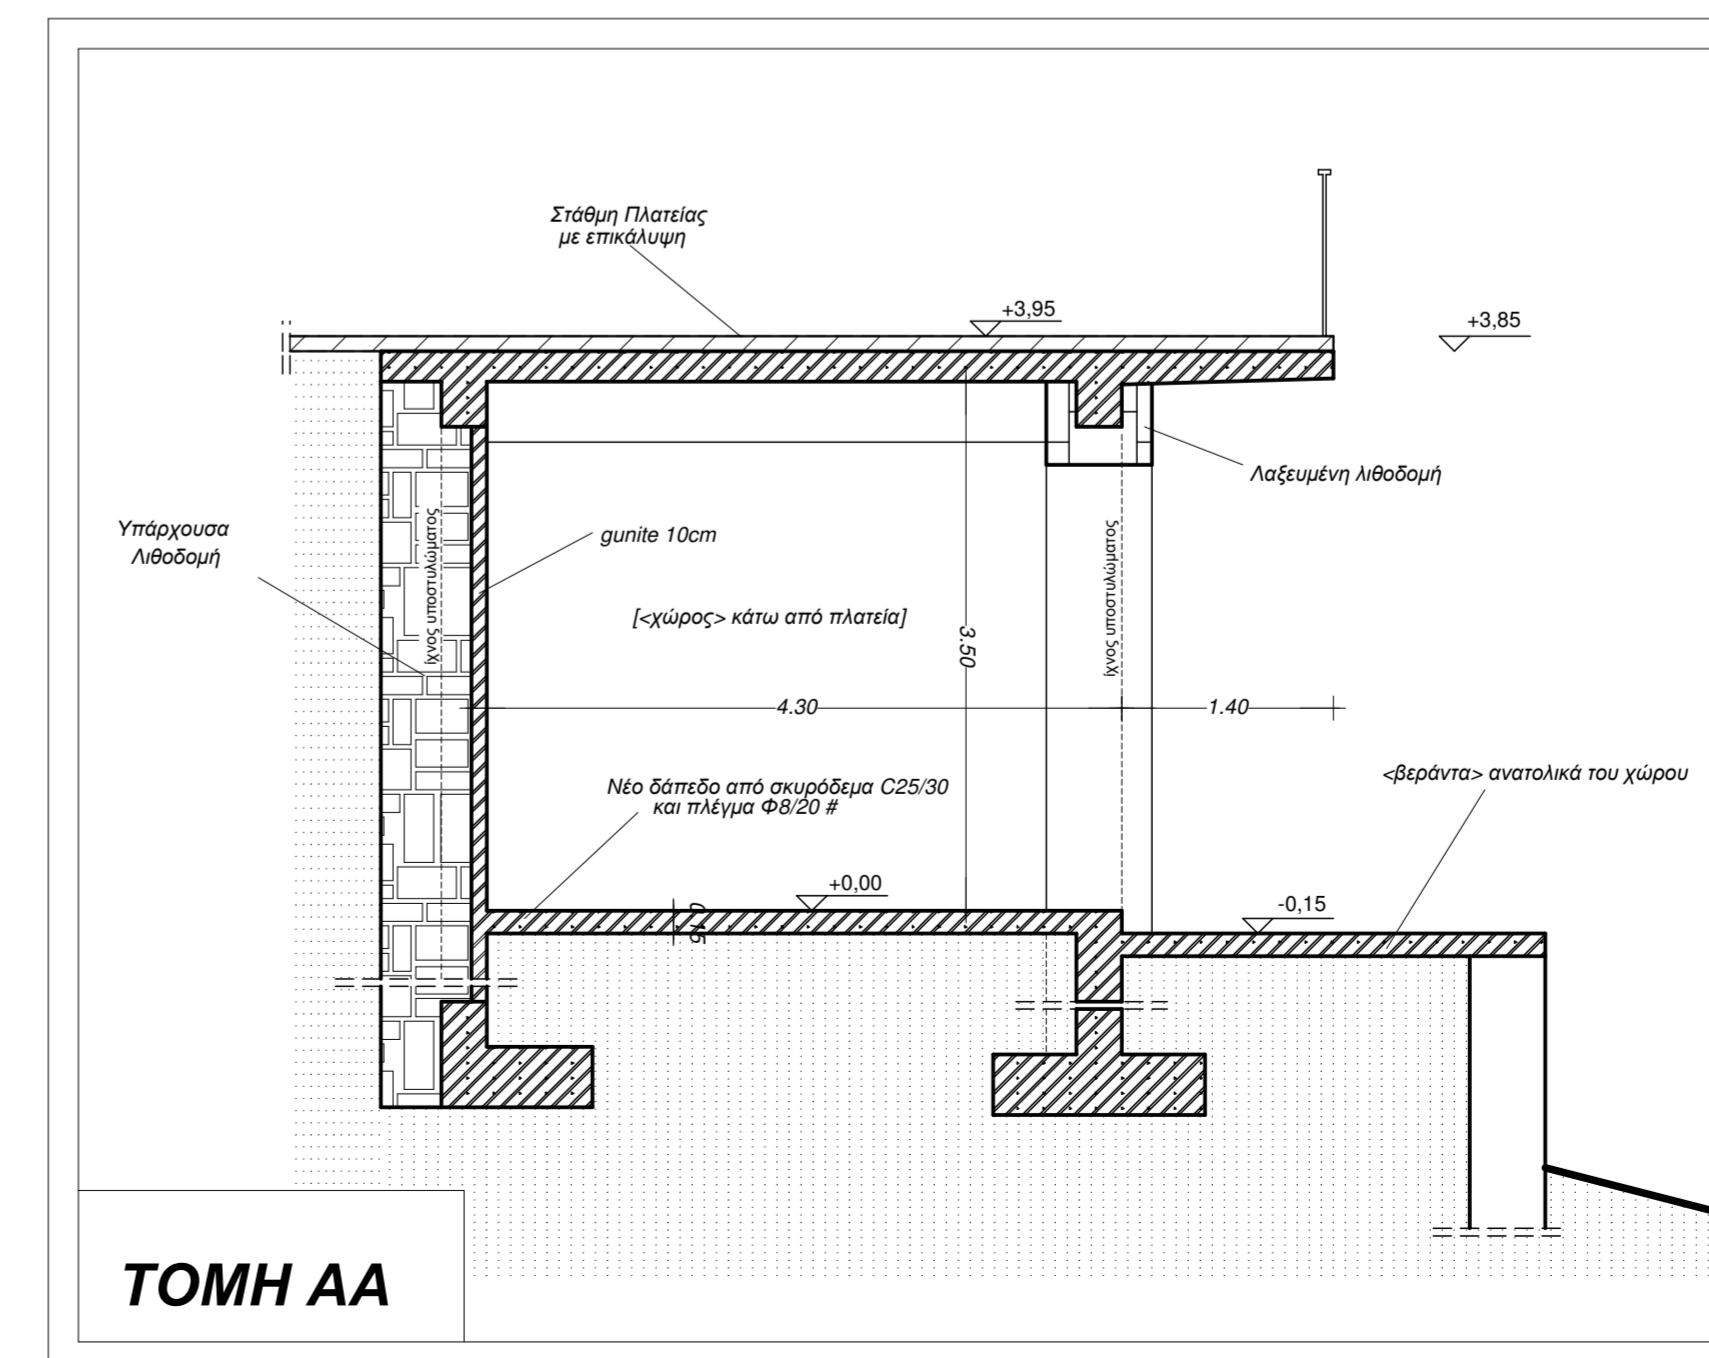 Στάθμη Πλατείας
με επικάλυψη
+3,95
+3,85
Λαξευμένη λιθοδομή
Υπάρχουσα
Λιθοδομή
ίχνος υποστυλώματος
gunite 10cm
[<χώρος> κάτω από πλατεία]
3.50
ίχνος υποστυλώματος
4.30
1.40
<βεράντα> ανατολικά του χώρου
Νέο δάπεδο από σκυρόδεμα C25/30
και πλέγμα Φ8/20 #
+0,00
0.15
-0,15
ΤΟΜΗ ΑΑ